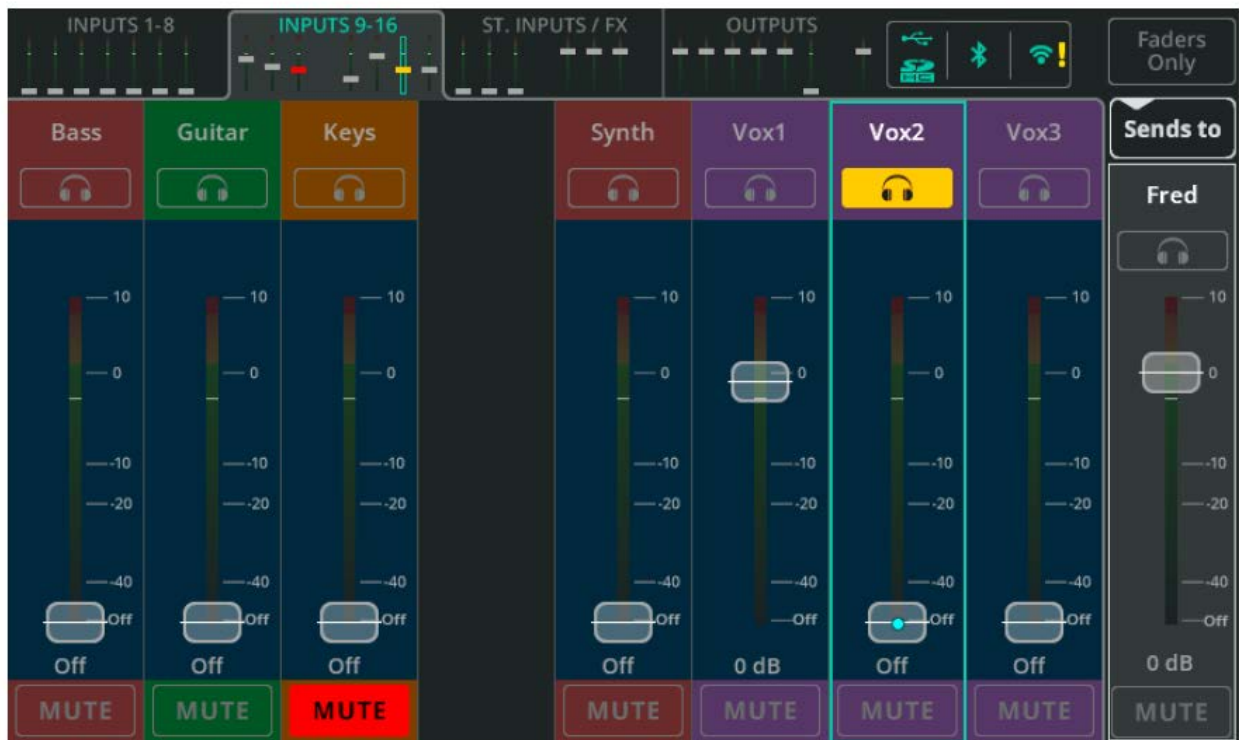 INPUTS 1-8
INPUTS 9-16
ST. INPUTS / FX
OUTPUTS
SD
HC
!
Faders
Only
Bass
Guitar
Keys
Synth
Vox1
Vox2
Vox3
Sends to
Fred
10
0
-10
-20
-40
Off
Off
MUTE
10
0
-10
-20
-40
Off
Off
MUTE
10
0
-10
-20
-40
Off
Off
MUTE
10
0
-10
-20
-40
Off
Off
MUTE
10
0
-10
-20
-40
Off
0 dB
MUTE
10
0
-10
-20
-40
Off
Off
MUTE
10
0
-10
-20
-40
Off
Off
MUTE
10
0
-10
-20
-40
Off
0 dB
MUTE